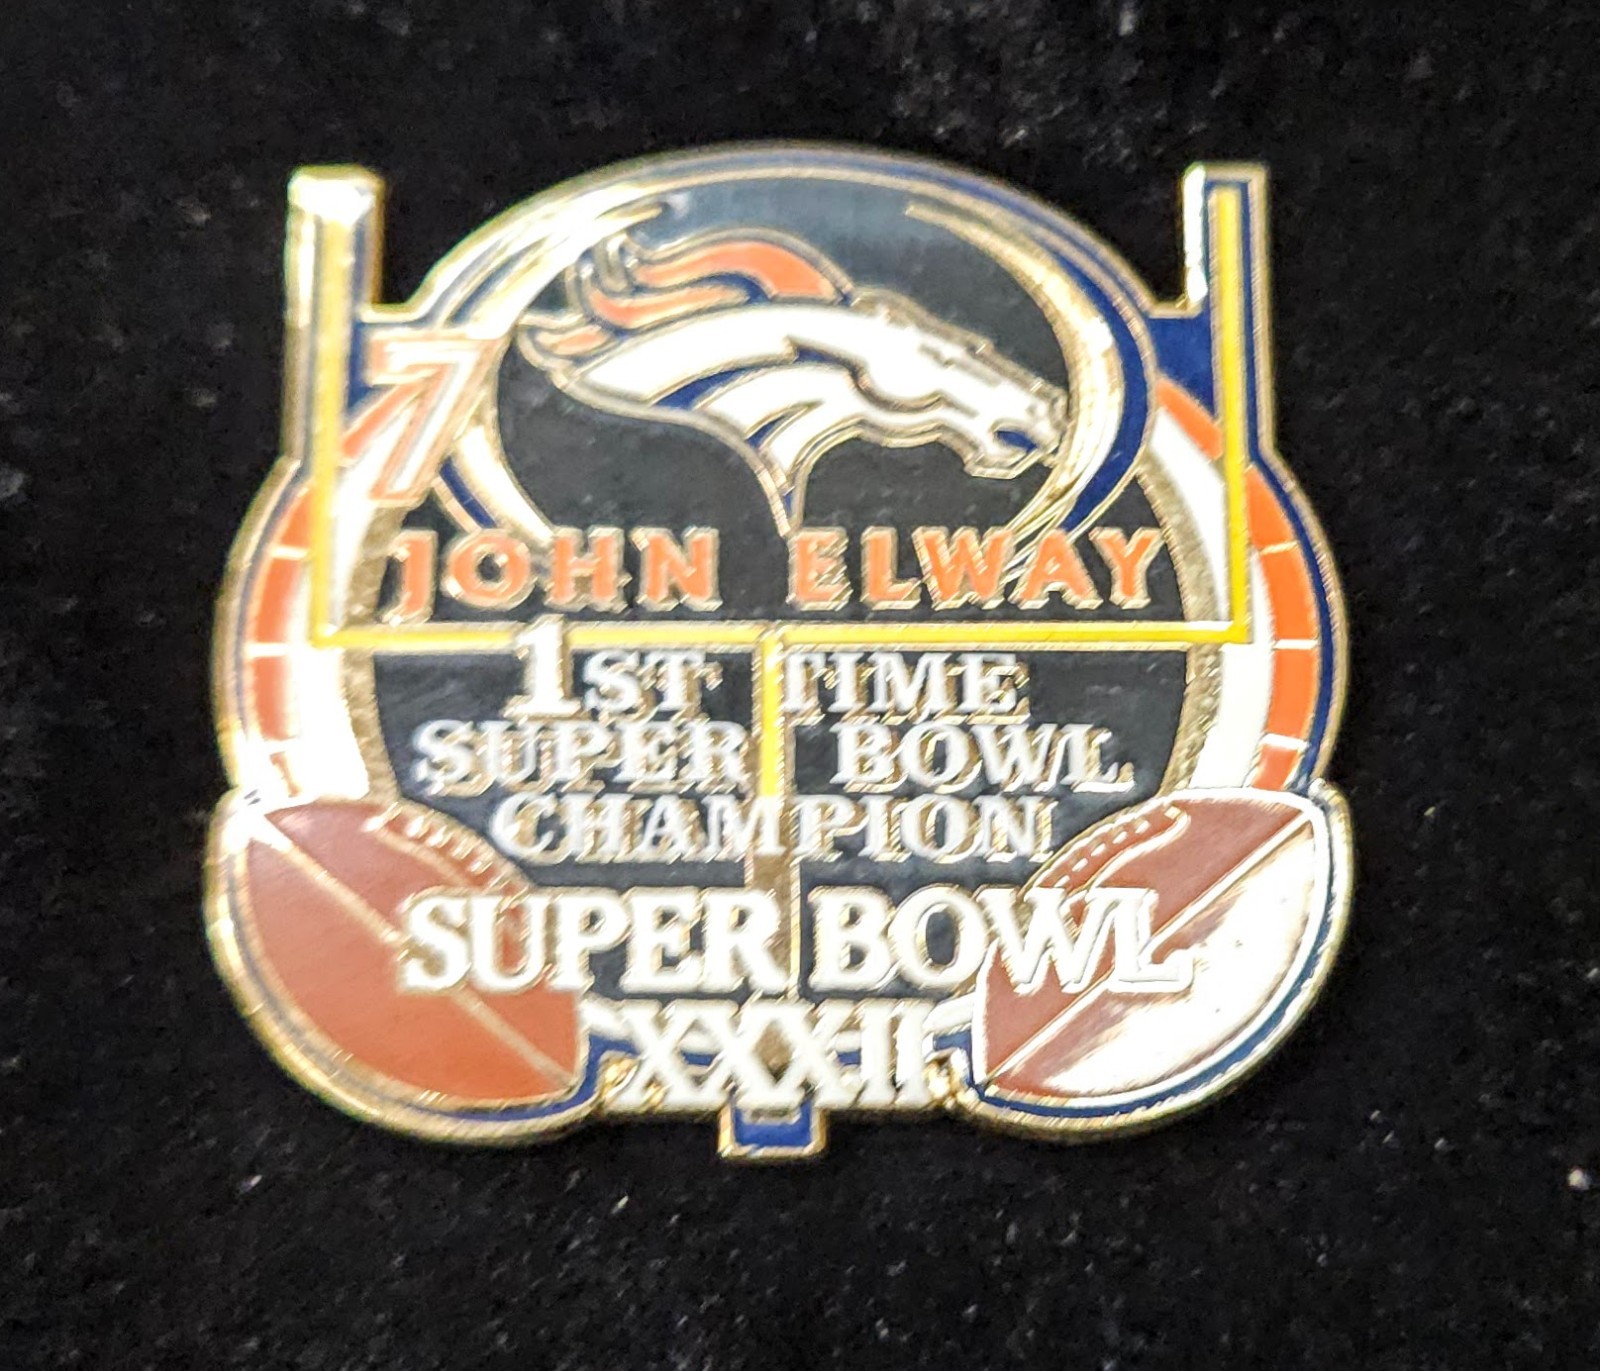 7
JOHN ELWAY
1ST TIME
SUPER BOWL
CHAMPION
SUPER BOWL
XXXII